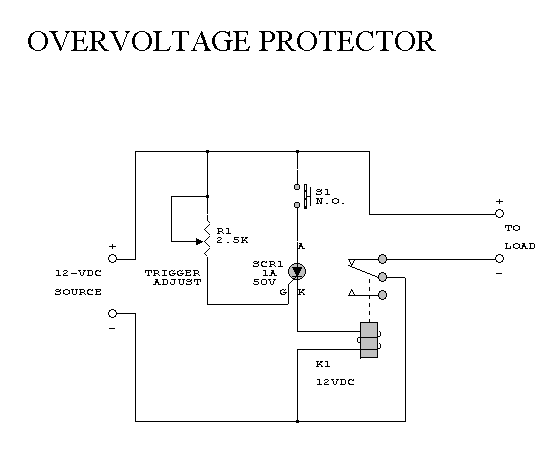 OVERVOLTAGE PROTECTOR
S1
N.O.
+
TO
LOAD
-
R1
2.5K
A
SCR1
1A
50V
G
K
+
12-VDC
SOURCE
-
TRIGGER
ADJUST
K1
12VDC